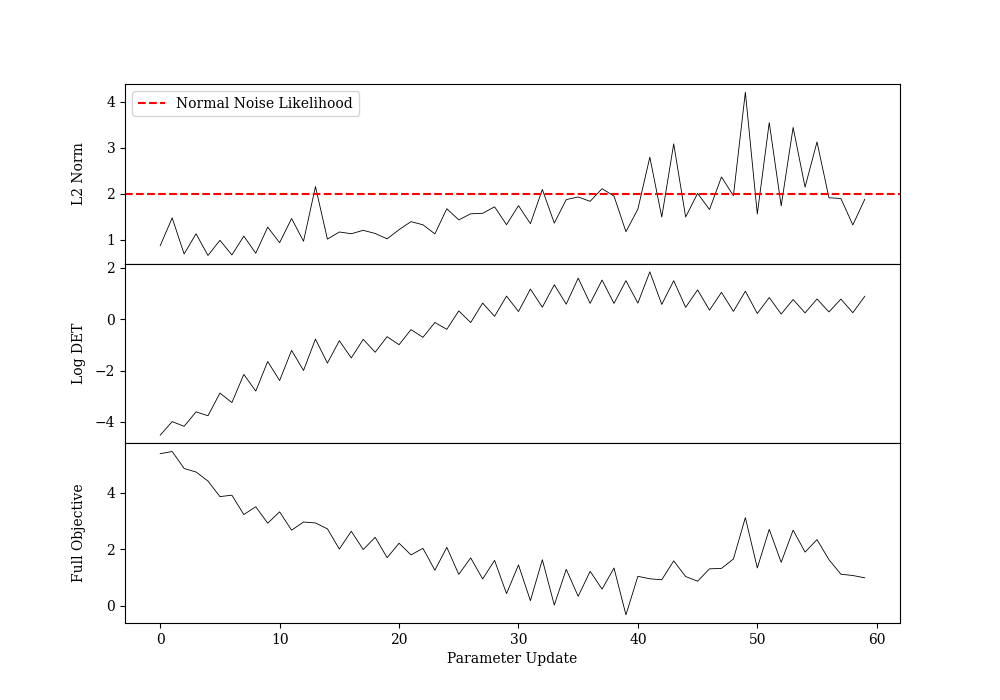 Normal Noise Likelihood
L2 Norm
4
3
2
1
Log DET
2
0
−2
−4
Full Objective
4
2
0
0 10 20 30 40 50 60
Parameter Update